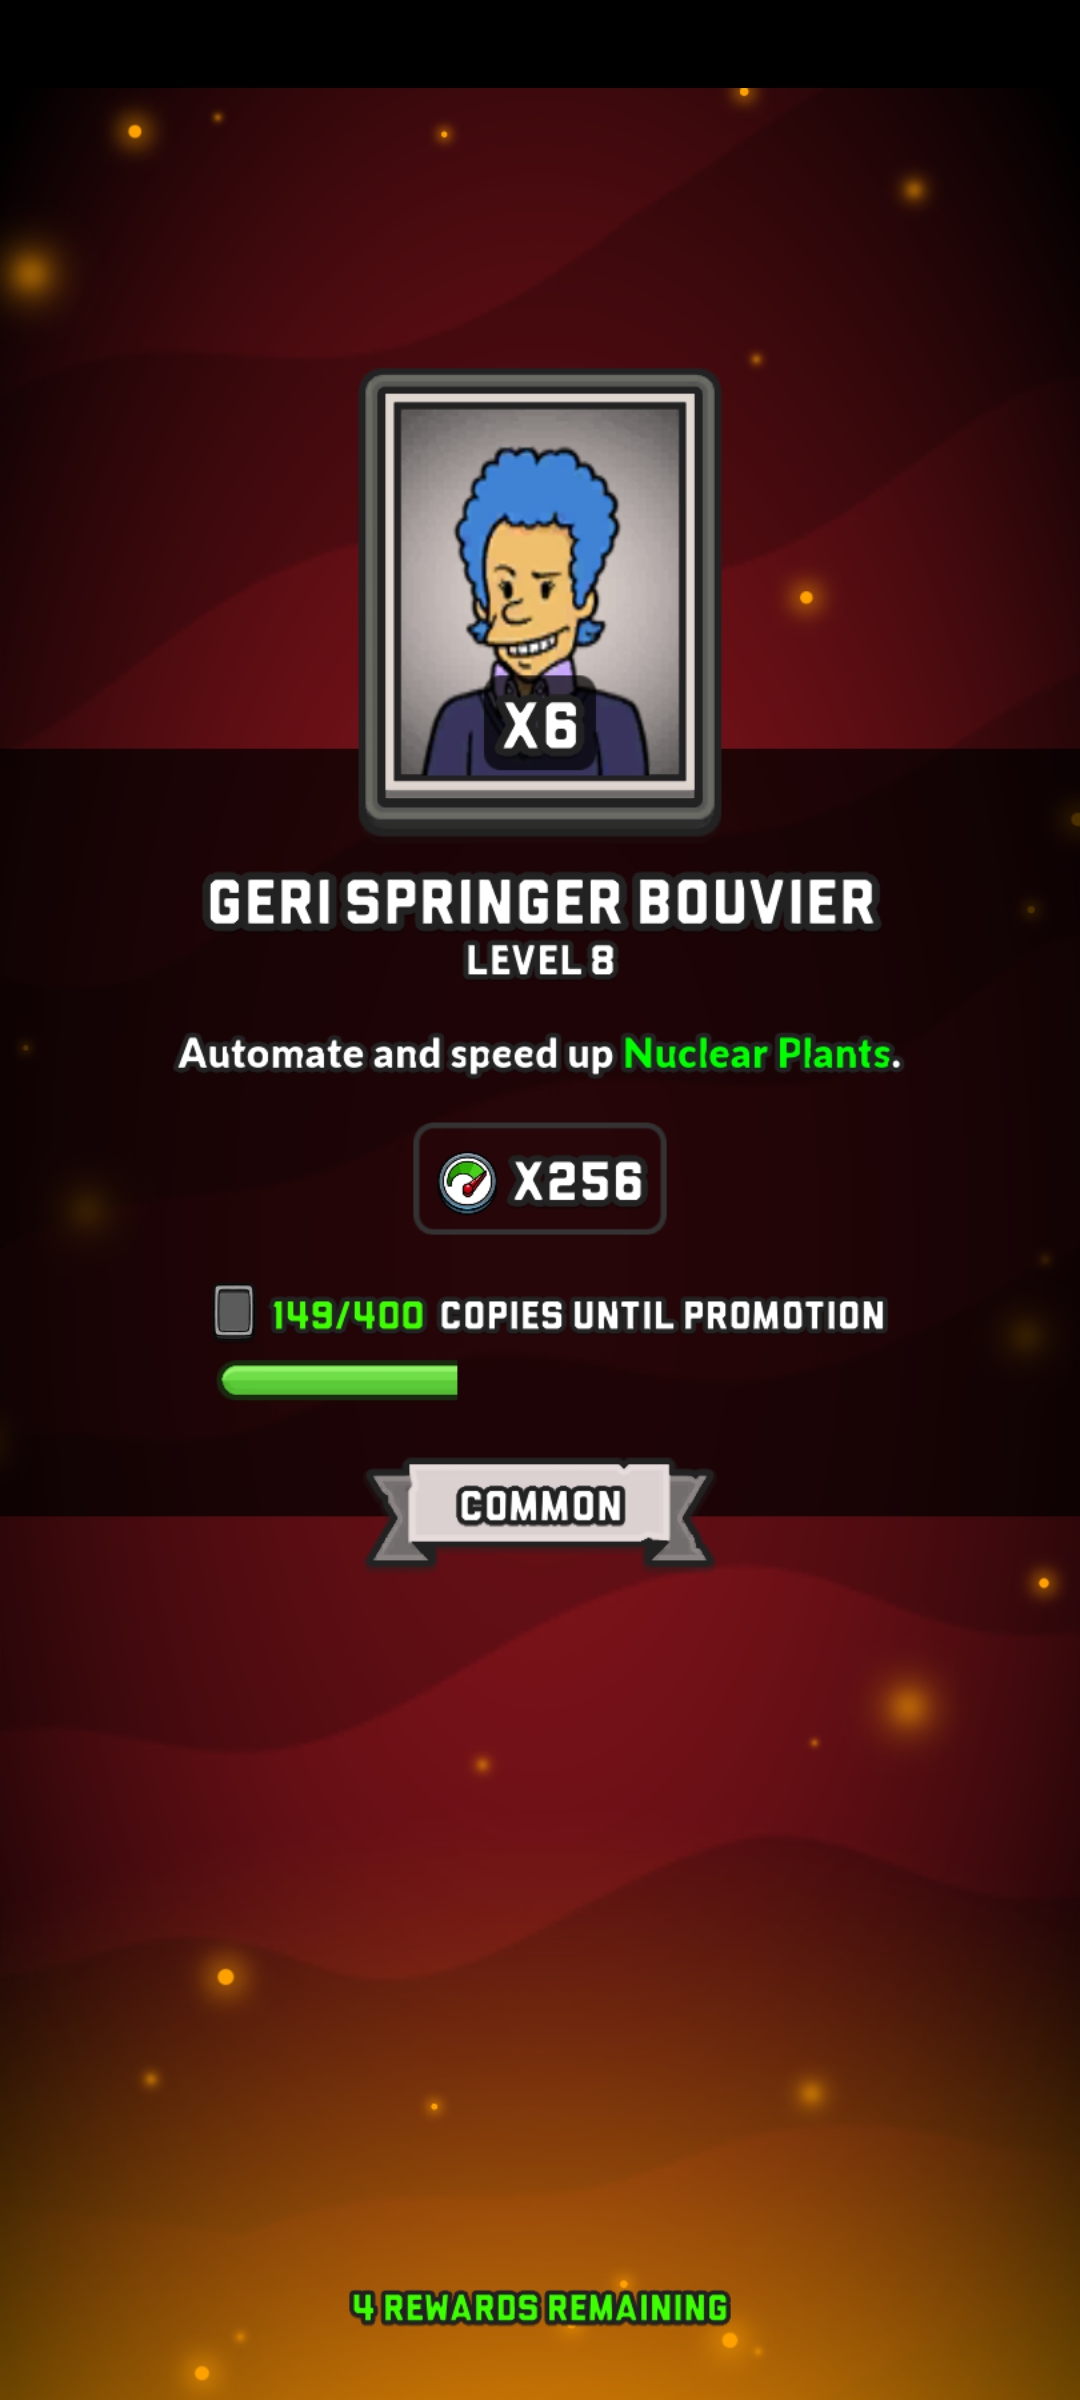 X6
GERI SPRINGER BOUVIER
LEVEL 8
Automate and speed up Nuclear Plants.
X256
149/400 COPIES UNTIL PROMOTION
COMMON
4 REWARDS REMAINING